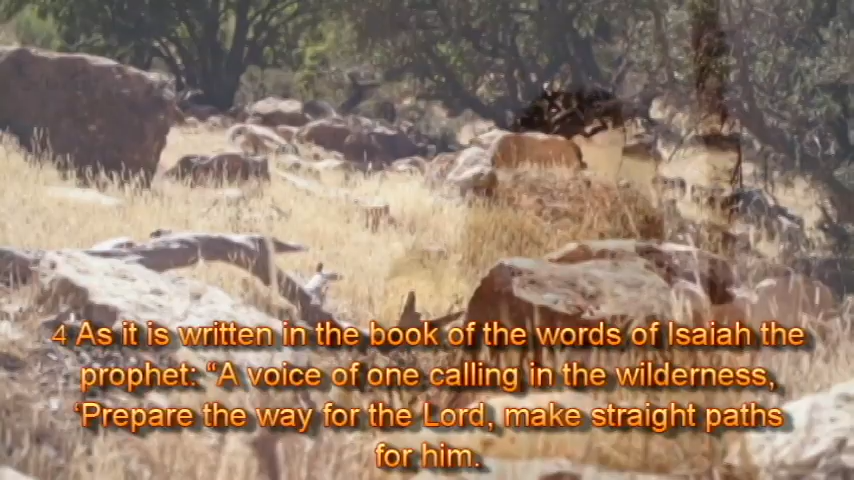 4 As it is written in the book of the words of Isaiah the
prophet: “A voice of one calling in the wilderness,
‘Prepare the way for the Lord, make straight paths
for him.